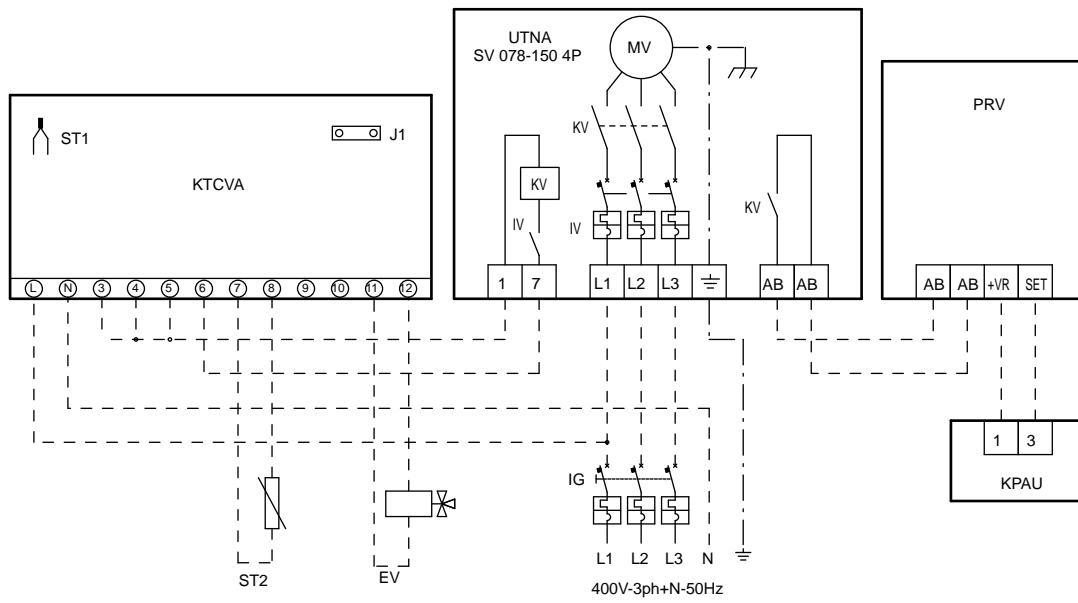 UTNA
SV 078-150 4P
MV
PRV
ST1
J1
KTCVA
KV
KV
IV
IV
KV
L N 3 4 5 6 7 8 9 10 11 12
1 7 L1 L2 L3 AB AB
AB AB +VR SET
1 3
KPAU
IG
L1 L2 L3 N
ST2
EV
400V-3ph+N-50Hz